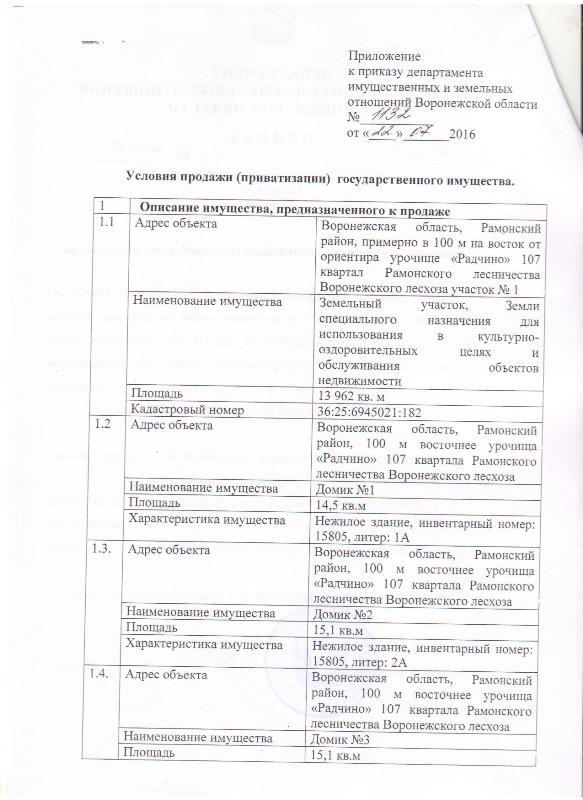 Приложение
к приказу департамента
имущественных и земельных
отношений Воронежской области
№ 1132
от «22» 07 2016
Условия продажи (приватизации) государственного имущества.
1 Описание имущества, предназначенного к продаже
1.1 Адрес объекта Воронежская область, Рамонский
район, примерно в 100 м на восток от
ориентира урочище «Радчино» 107
квартал Рамонского лесничества
Воронежского лесхоза участок № 1
Наименование имущества Земельный участок, Земли
специального назначения для
использования в культурно-
оздоровительных целях и
обслуживания объектов
недвижимости
Площадь 13 962 кв. м
Кадастровый номер 36:25:6945021:182
1.2 Адрес объекта Воронежская область, Рамонский
район, 100 м восточнее урочища
«Радчино» 107 квартала Рамонского
лесничества Воронежского лесхоза
Наименование имущества Домик №1
Площадь 14,5 кв.м
Характеристика имущества Нежилое здание, инвентарный номер:
15805, литер: 1А
1.3. Адрес объекта Воронежская область, Рамонский
район, 100 м восточнее урочища
«Радчино» 107 квартала Рамонского
лесничества Воронежского лесхоза
Наименование имущества Домик №2
Площадь 15,1 кв.м
Характеристика имущества Нежилое здание, инвентарный номер:
15805, литер: 2А
1.4. Адрес объекта Воронежская область, Рамонский
район, 100 м восточнее урочища
«Радчино» 107 квартала Рамонского
лесничества Воронежского лесхоза
Наименование имущества Домик №3
Площадь 15,1 кв.м